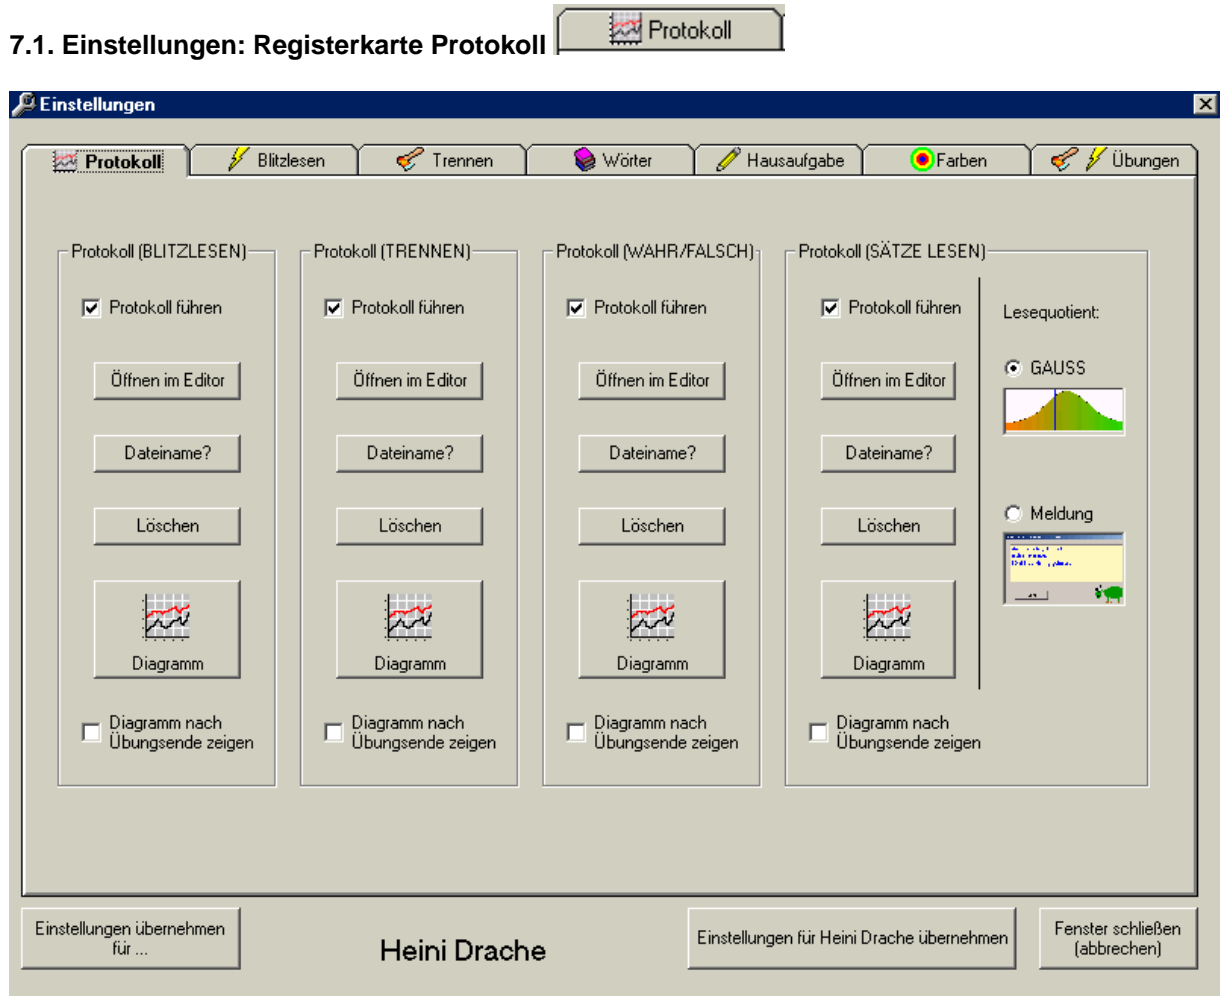 7.1. Einstellungen: Registerkarte Protokoll
Protokoll
Einstellungen
Protokoll
Blitzlesen
Trennen
Wörter
Hausaufgabe
Farben
Übungen
Protokoll (BLITZLESEN)
Protokoll führen
Öffnen im Editor
Dateiname?
Löschen
Diagramm
Diagramm nach
Übungsende zeigen
Protokoll (TRENNEN)
Protokoll führen
Öffnen im Editor
Dateiname?
Löschen
Diagramm
Diagramm nach
Übungsende zeigen
Protokoll (WAHR/FALSCH)
Protokoll führen
Öffnen im Editor
Dateiname?
Löschen
Diagramm
Diagramm nach
Übungsende zeigen
Protokoll (SÄTZE LESEN)
Protokoll führen
Öffnen im Editor
Dateiname?
Löschen
Diagramm
Diagramm nach
Übungsende zeigen
Lesequotient:
GAUSS
Meldung
Einstellungen übernehmen
für ...
Heini Drache
Einstellungen für Heini Drache übernehmen
Fenster schließen
(abbrechen)